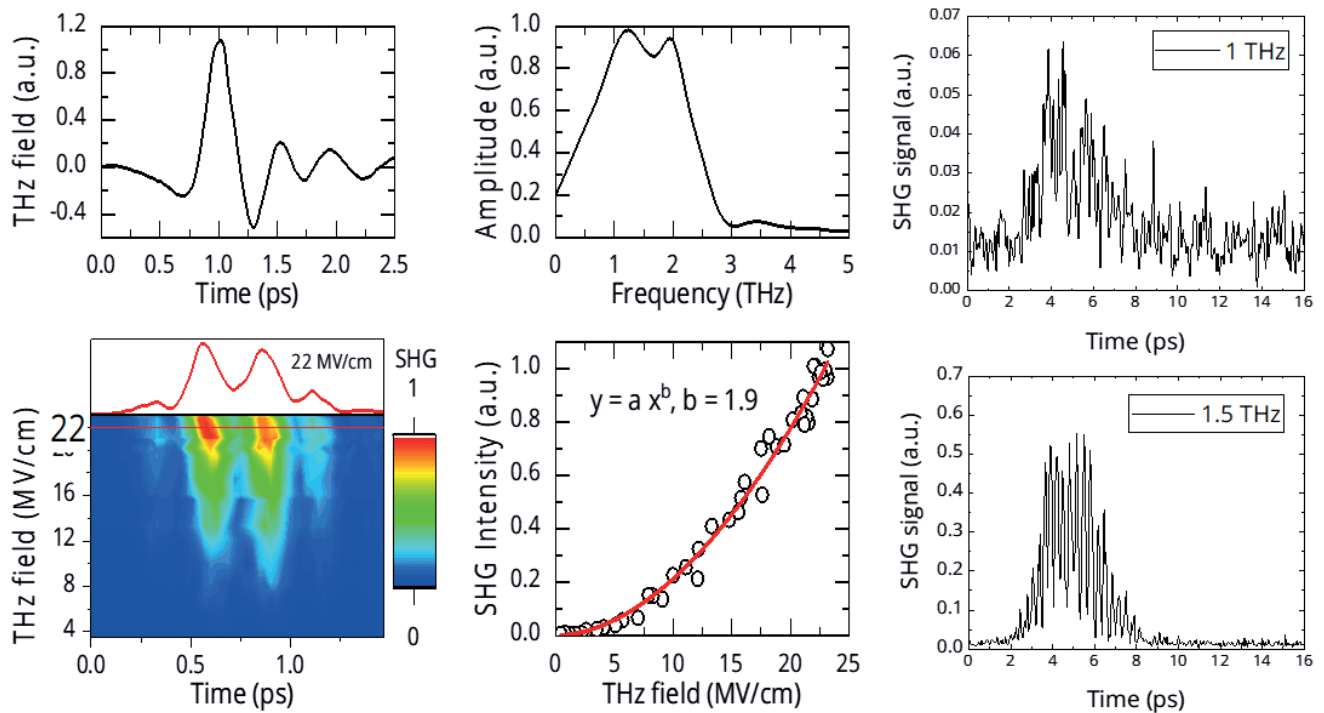 THz field (a.u.)
1.2
0.8
0.4
0.0
-0.4
0.0 0.5 1.0 1.5 2.0 2.5
Time (ps)
Amplitude (a.u.)
1.0
0.8
0.6
0.4
0.2
0.0
0 1 2 3 4 5
Frequency (THz)
SHG signal (a.u.)
0.07
0.06
0.05
0.04
0.03
0.02
0.01
0.00
1 THz
0 2 4 6 8 10 12 14 16
Time (ps)
THz field (MV/cm)
22 MV/cm
SHG
1
0
22
16
12
8
4
0.0 0.5 1.0
Time (ps)
SHG Intensity (a.u.)
1.0
0.8
0.6
0.4
0.2
0.0
y = a x^b, b = 1.9
0 5 10 15 20 25
THz field (MV/cm)
SHG signal (a.u.)
0.7
0.6
0.5
0.4
0.3
0.2
0.1
0.0
1.5 THz
0 2 4 6 8 10 12 14 16
Time (ps)